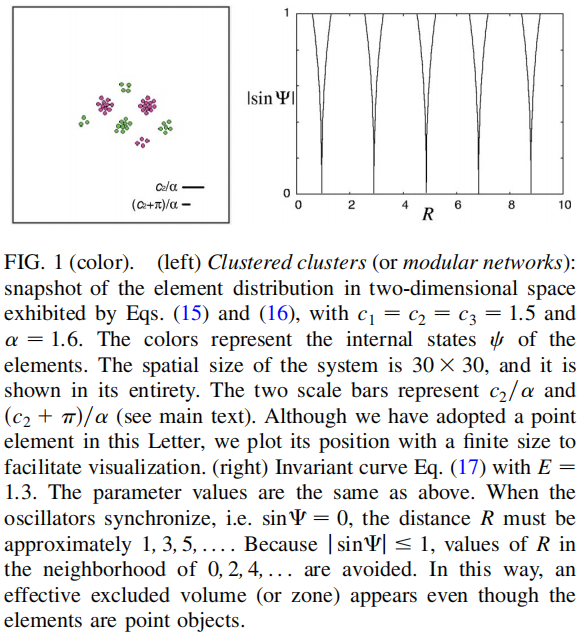 c₂/α
(c₂+π)/α
1
|sin Ψ|
0
0 2 4 6 8 10
R
FIG. 1 (color). (left) Clustered clusters (or modular networks):
snapshot of the element distribution in two-dimensional space
exhibited by Eqs. (15) and (16), with c₁ = c₂ = c₃ = 1.5 and
α = 1.6. The colors represent the internal states ψ of the
elements. The spatial size of the system is 30 × 30, and it is
shown in its entirety. The two scale bars represent c₂/α and
(c₂ + π)/α (see main text). Although we have adopted a point
element in this Letter, we plot its position with a finite size to
facilitate visualization. (right) Invariant curve Eq. (17) with E =
1.3. The parameter values are the same as above. When the
oscillators synchronize, i.e. sinΨ = 0, the distance R must be
approximately 1, 3, 5, .... Because | sinΨ| ≤ 1, values of R in
the neighborhood of 0, 2, 4, ... are avoided. In this way, an
effective excluded volume (or zone) appears even though the
elements are point objects.